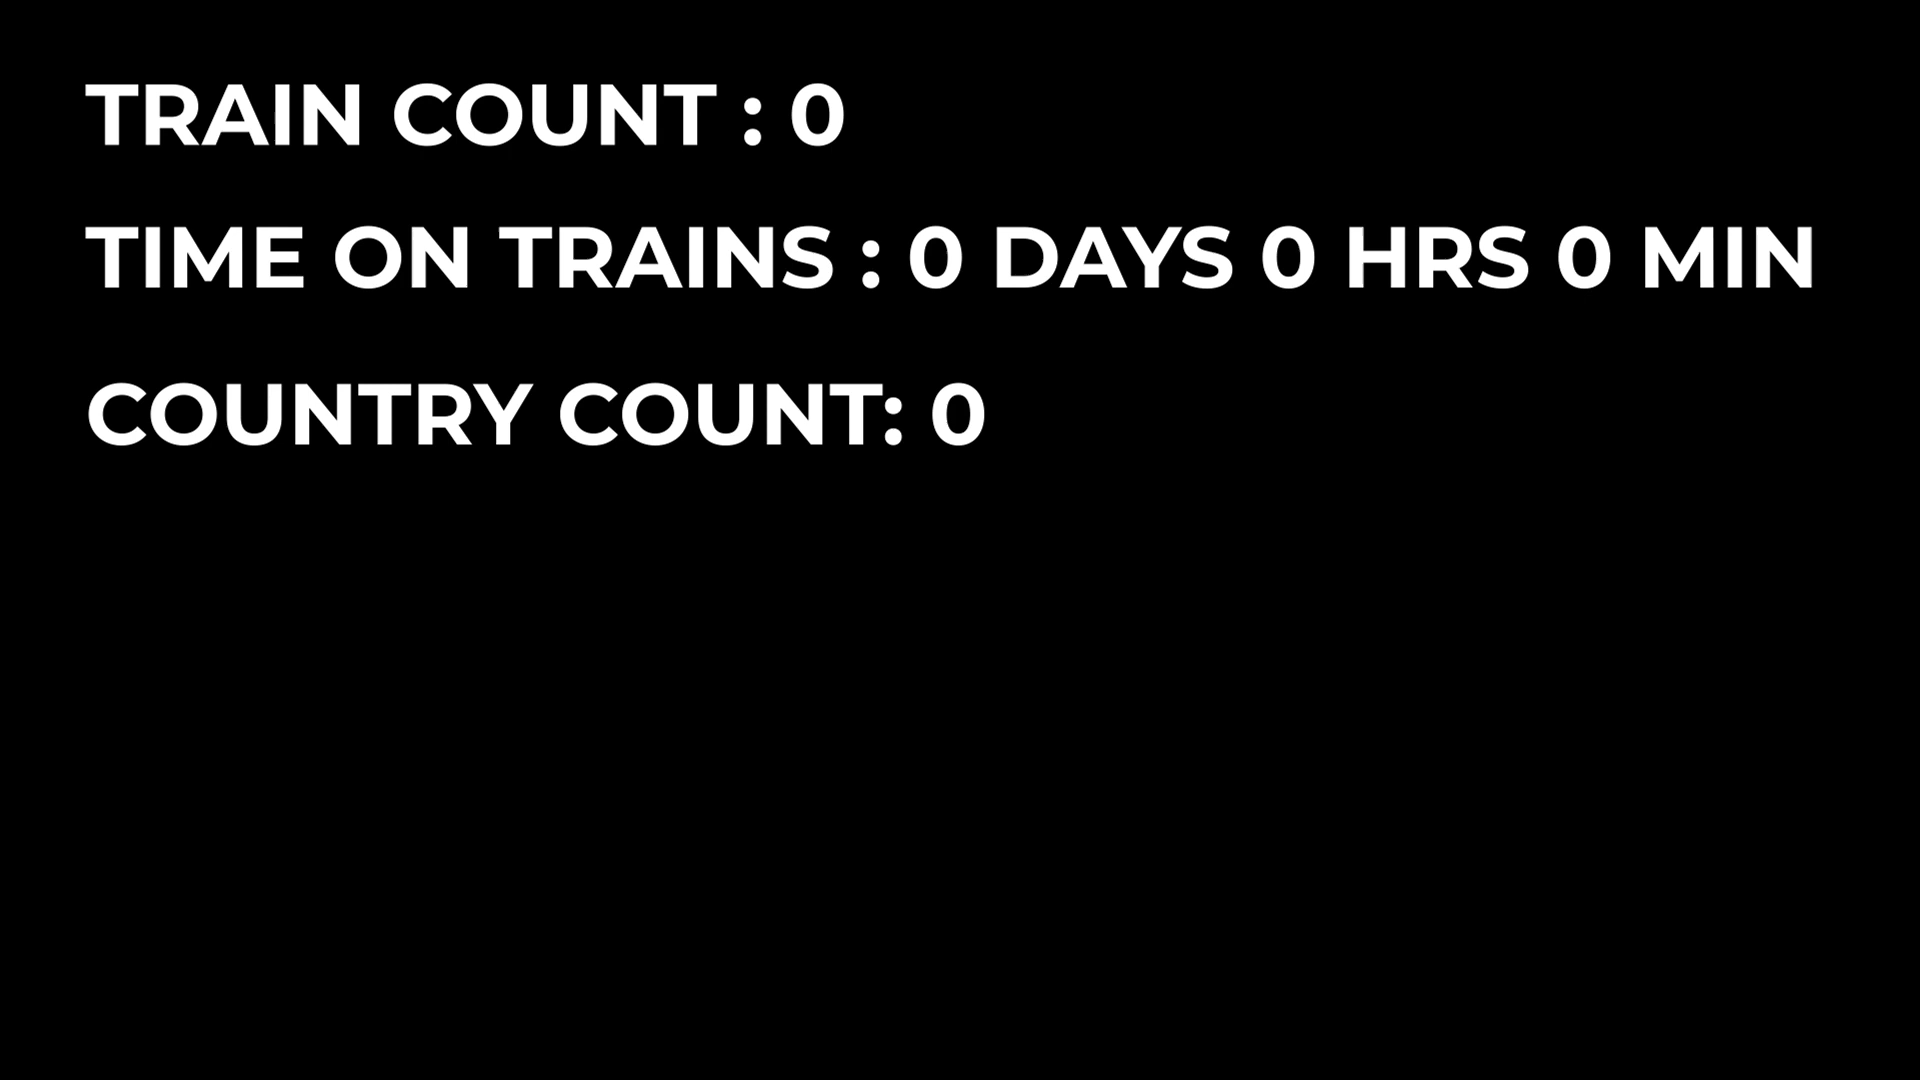 TRAIN COUNT : 0
TIME ON TRAINS : 0 DAYS 0 HRS 0 MIN
COUNTRY COUNT: 0